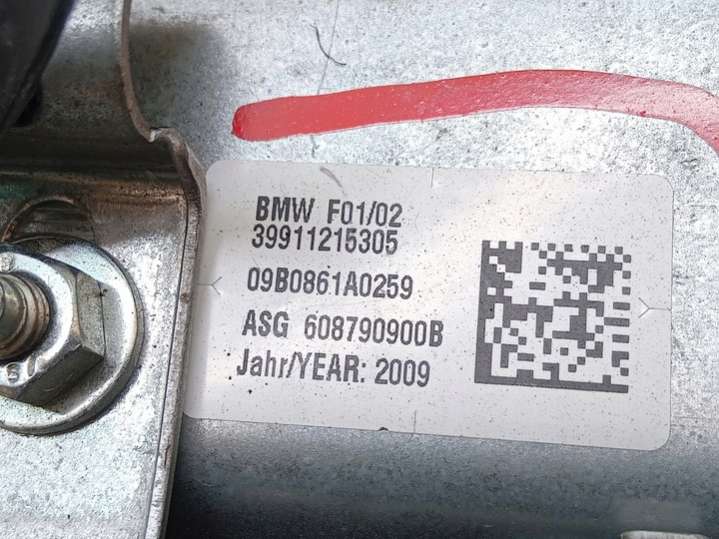 BMW F01/02
39911215305
09B0861A0259
ASG 608790900B
Jahr/YEAR: 2009